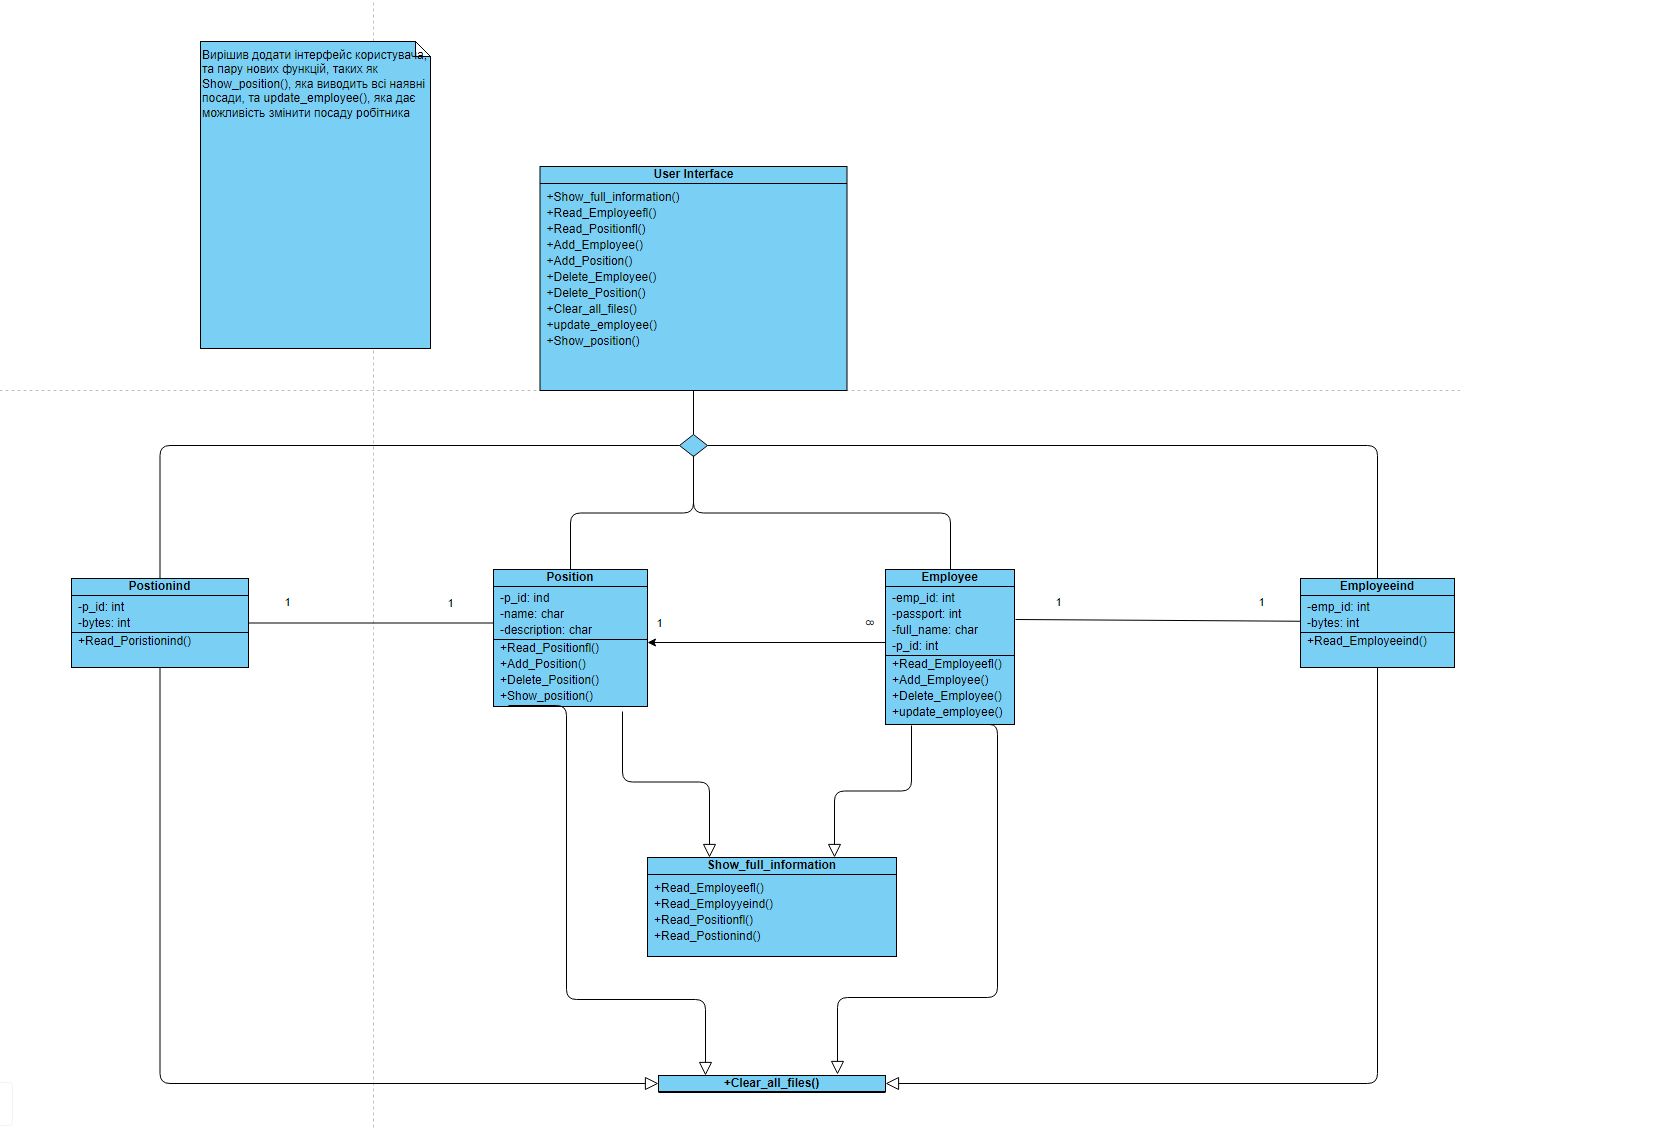 Вирішив додати інтерфейс користувача,
та пару нових функцій, таких як
Show_position(), яка виводить всі наявні
посади, та update_employee(), яка дає
можливість змінити посаду робітника
User Interface
+Show_full_information()
+Read_Employeefl()
+Read_Positionfl()
+Add_Employee()
+Add_Position()
+Delete_Employee()
+Delete_Position()
+Clear_all_files()
+update_employee()
+Show_position()
Postionind
-p_id: int
-bytes: int
+Read_Poristionind()
1
1
Position
-p_id: ind
-name: char
-description: char
+Read_Positionfl()
+Add_Position()
+Delete_Position()
+Show_position()
1
∞
Employee
-emp_id: int
-passport: int
-full_name: char
-p_id: int
+Read_Employeefl()
+Add_Employee()
+Delete_Employee()
+update_employee()
1
1
Employeeind
-emp_id: int
-bytes: int
+Read_Employeeind()
Show_full_information
+Read_Employeefl()
+Read_Employyeind()
+Read_Positionfl()
+Read_Postionind()
+Clear_all_files()